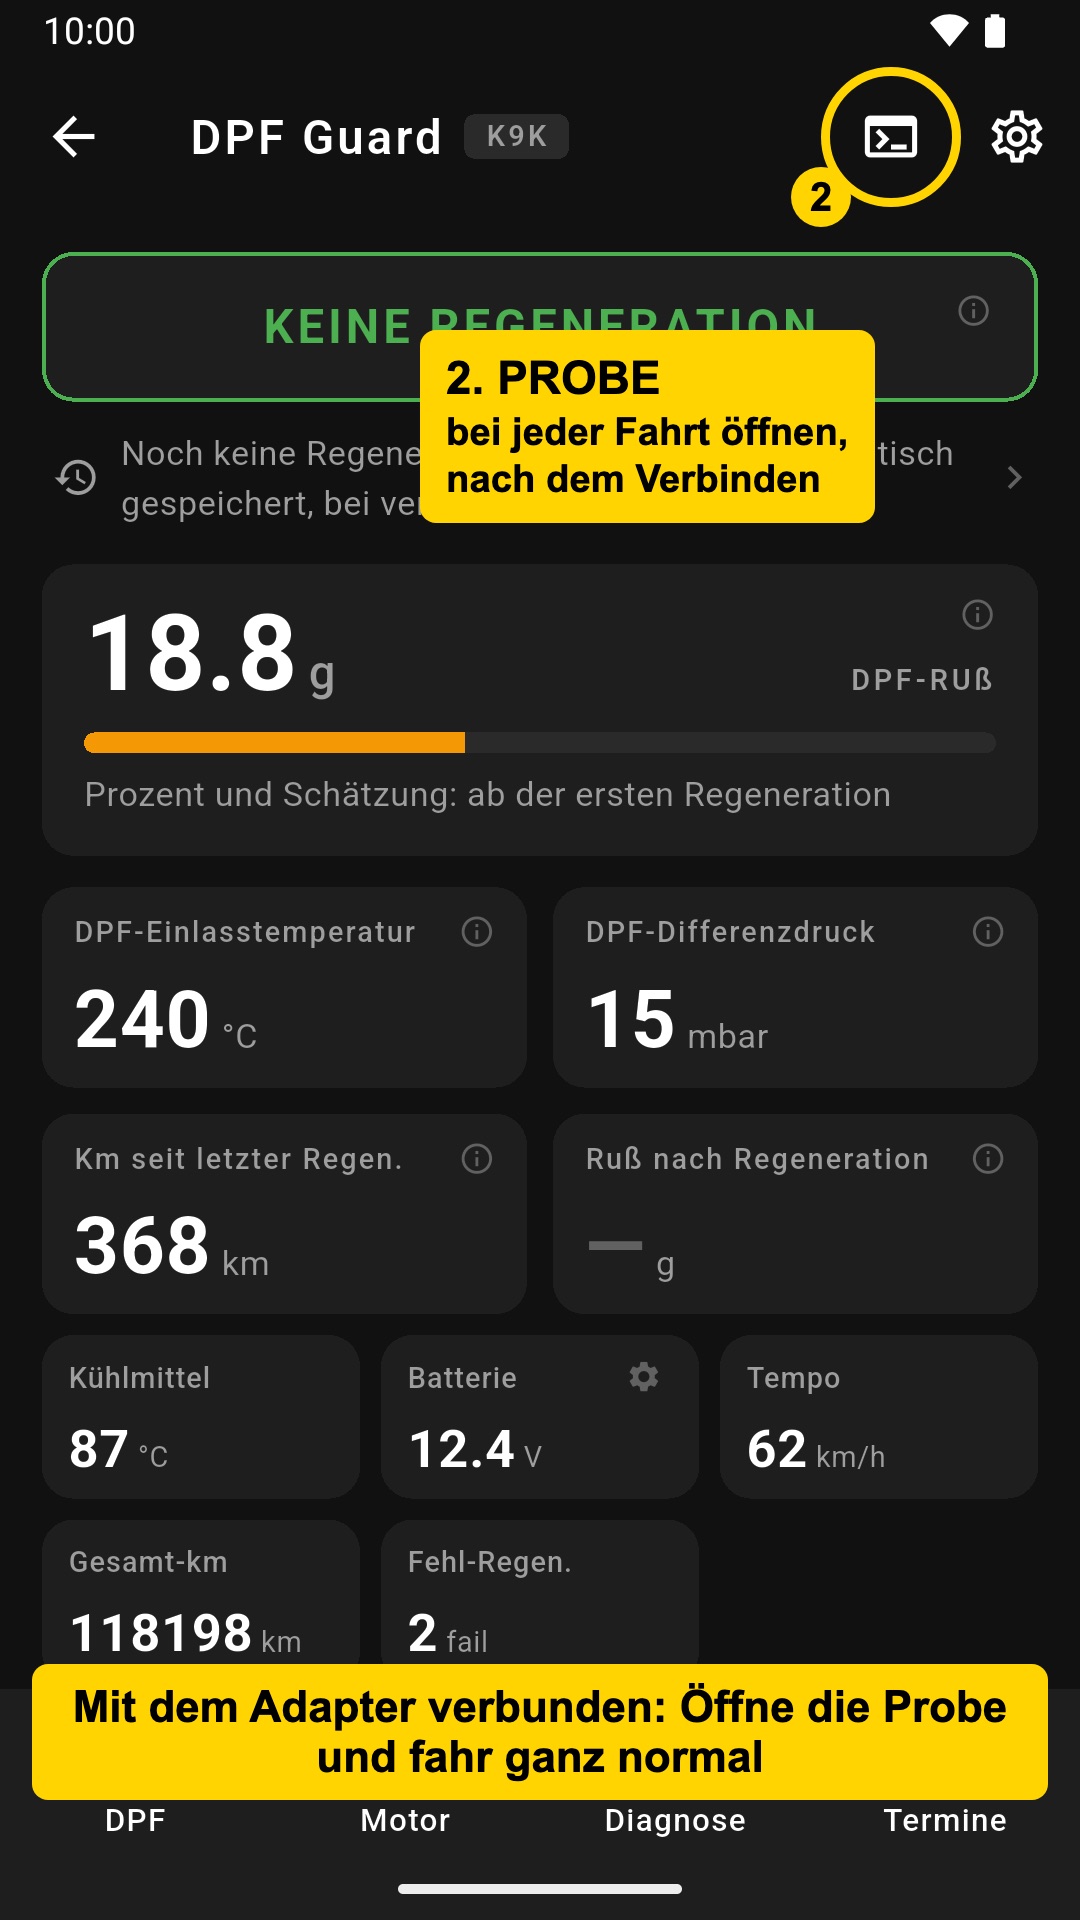 10:00
DPF Guard K9K
2
KEINE REGENERATION
2. PROBE
bei jeder Fahrt öffnen,
nach dem Verbinden
Noch keine Regene tisch
gespeichert, bei ver
18.8 g
DPF-RUß
Prozent und Schätzung: ab der ersten Regeneration
DPF-Einlasstemperatur
240 °C
DPF-Differenzdruck
15 mbar
Km seit letzter Regen.
368 km
Ruß nach Regeneration
— g
Kühlmittel
87 °C
Batterie
12.4 V
Tempo
62 km/h
Gesamt-km
118198 km
Fehl-Regen.
2 fail
Mit dem Adapter verbunden: Öffne die Probe
und fahr ganz normal
DPF Motor Diagnose Termine